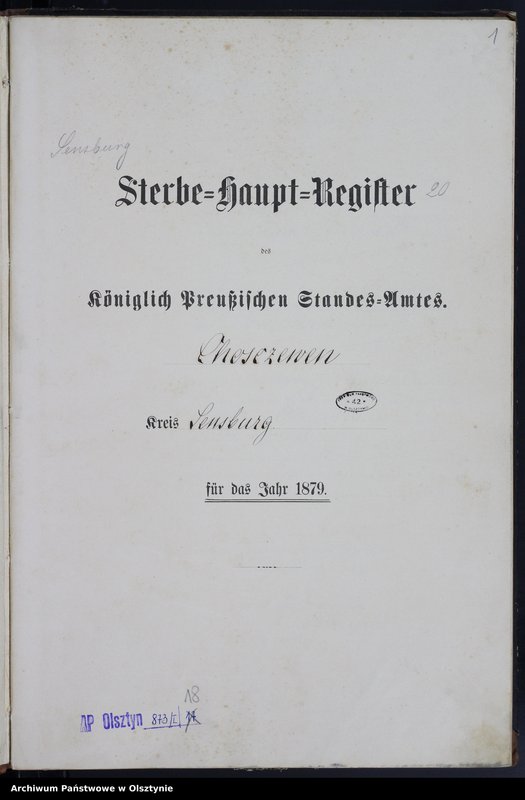 1
Sensburg
Sterbe=Haupt=Regiſter 20
des
Königlich Preußiſchen Standes=Amtes.
Choszewen
Kreis Sensburg
42
für das Jahr 1879.
18
AP Olsztyn 873/I
Archiwum Państwowe w Olsztynie